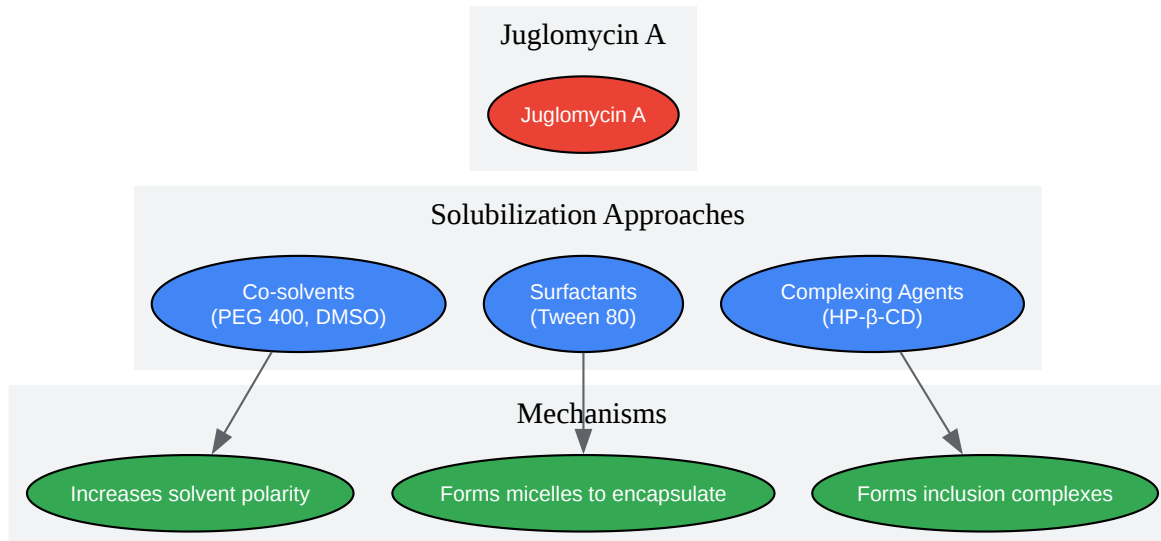 Juglomycin A
Juglomycin A
Solubilization Approaches
Co-solvents
(PEG 400, DMSO)
Surfactants
(Tween 80)
Complexing Agents
(HP-β-CD)
Mechanisms
Increases solvent polarity
Forms micelles to encapsulate
Forms inclusion complexes